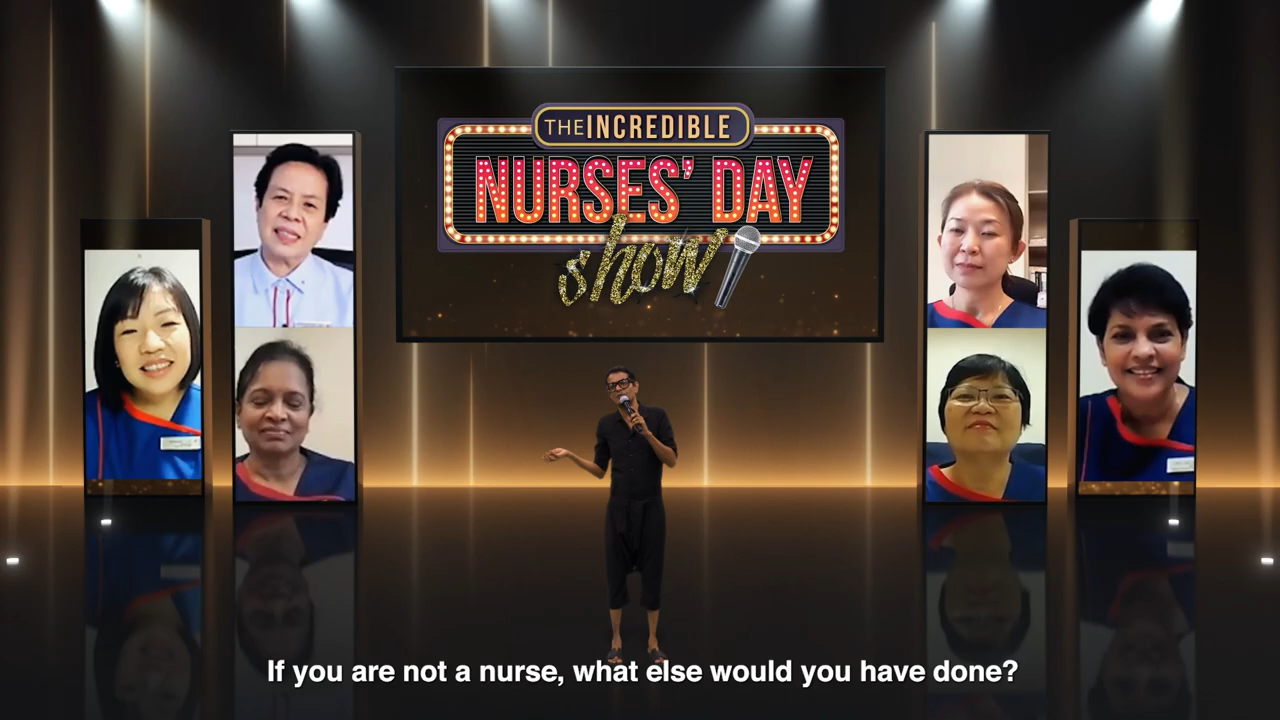 THE INCREDIBLE
NURSES' DAY
show
If you are not a nurse, what else would you have done?